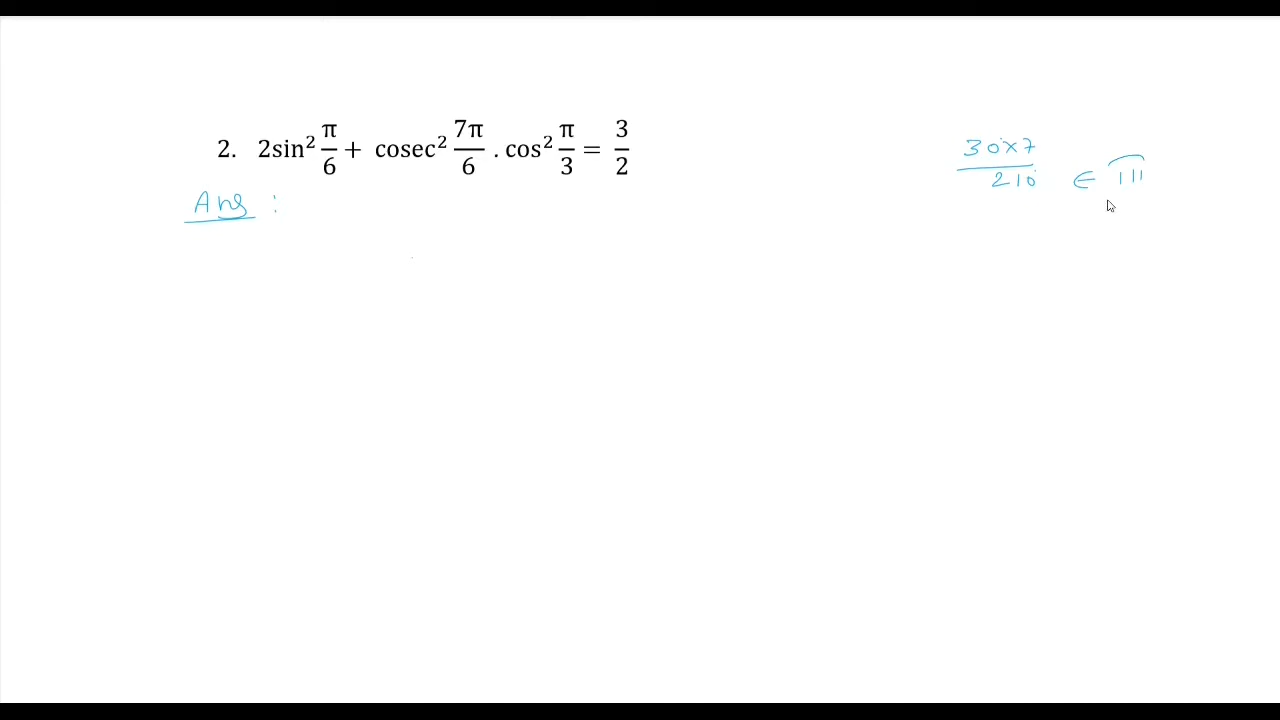 2. 2sin² π/6 + cosec² 7π/6 . cos² π/3 = 3/2
30×7
210 ∈ III
Ans :